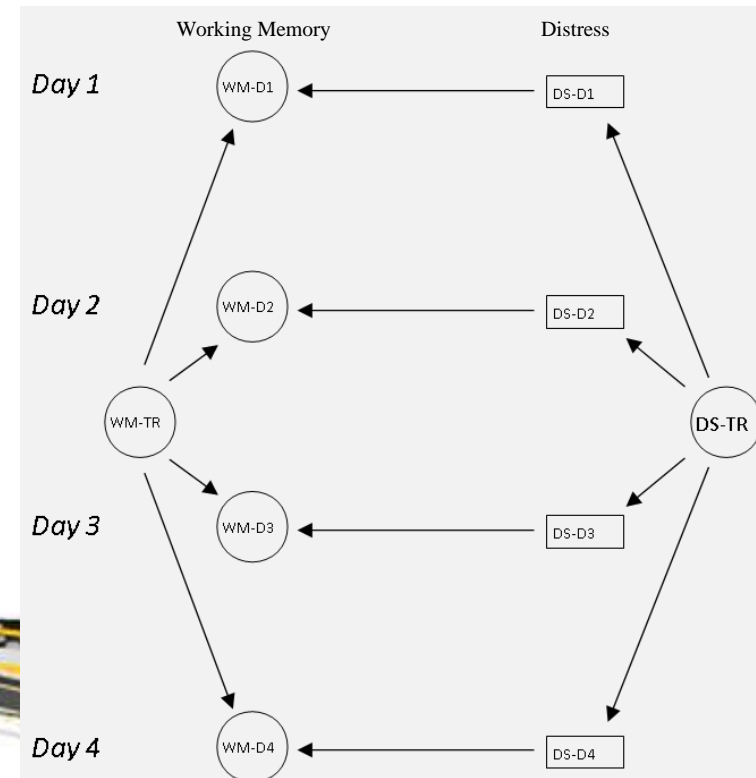 Working Memory Distress
Day 1 WM-D1 DS-D1
Day 2 WM-D2 DS-D2
WM-TR DS-TR
Day 3 WM-D3 DS-D3
Day 4 WM-D4 DS-D4